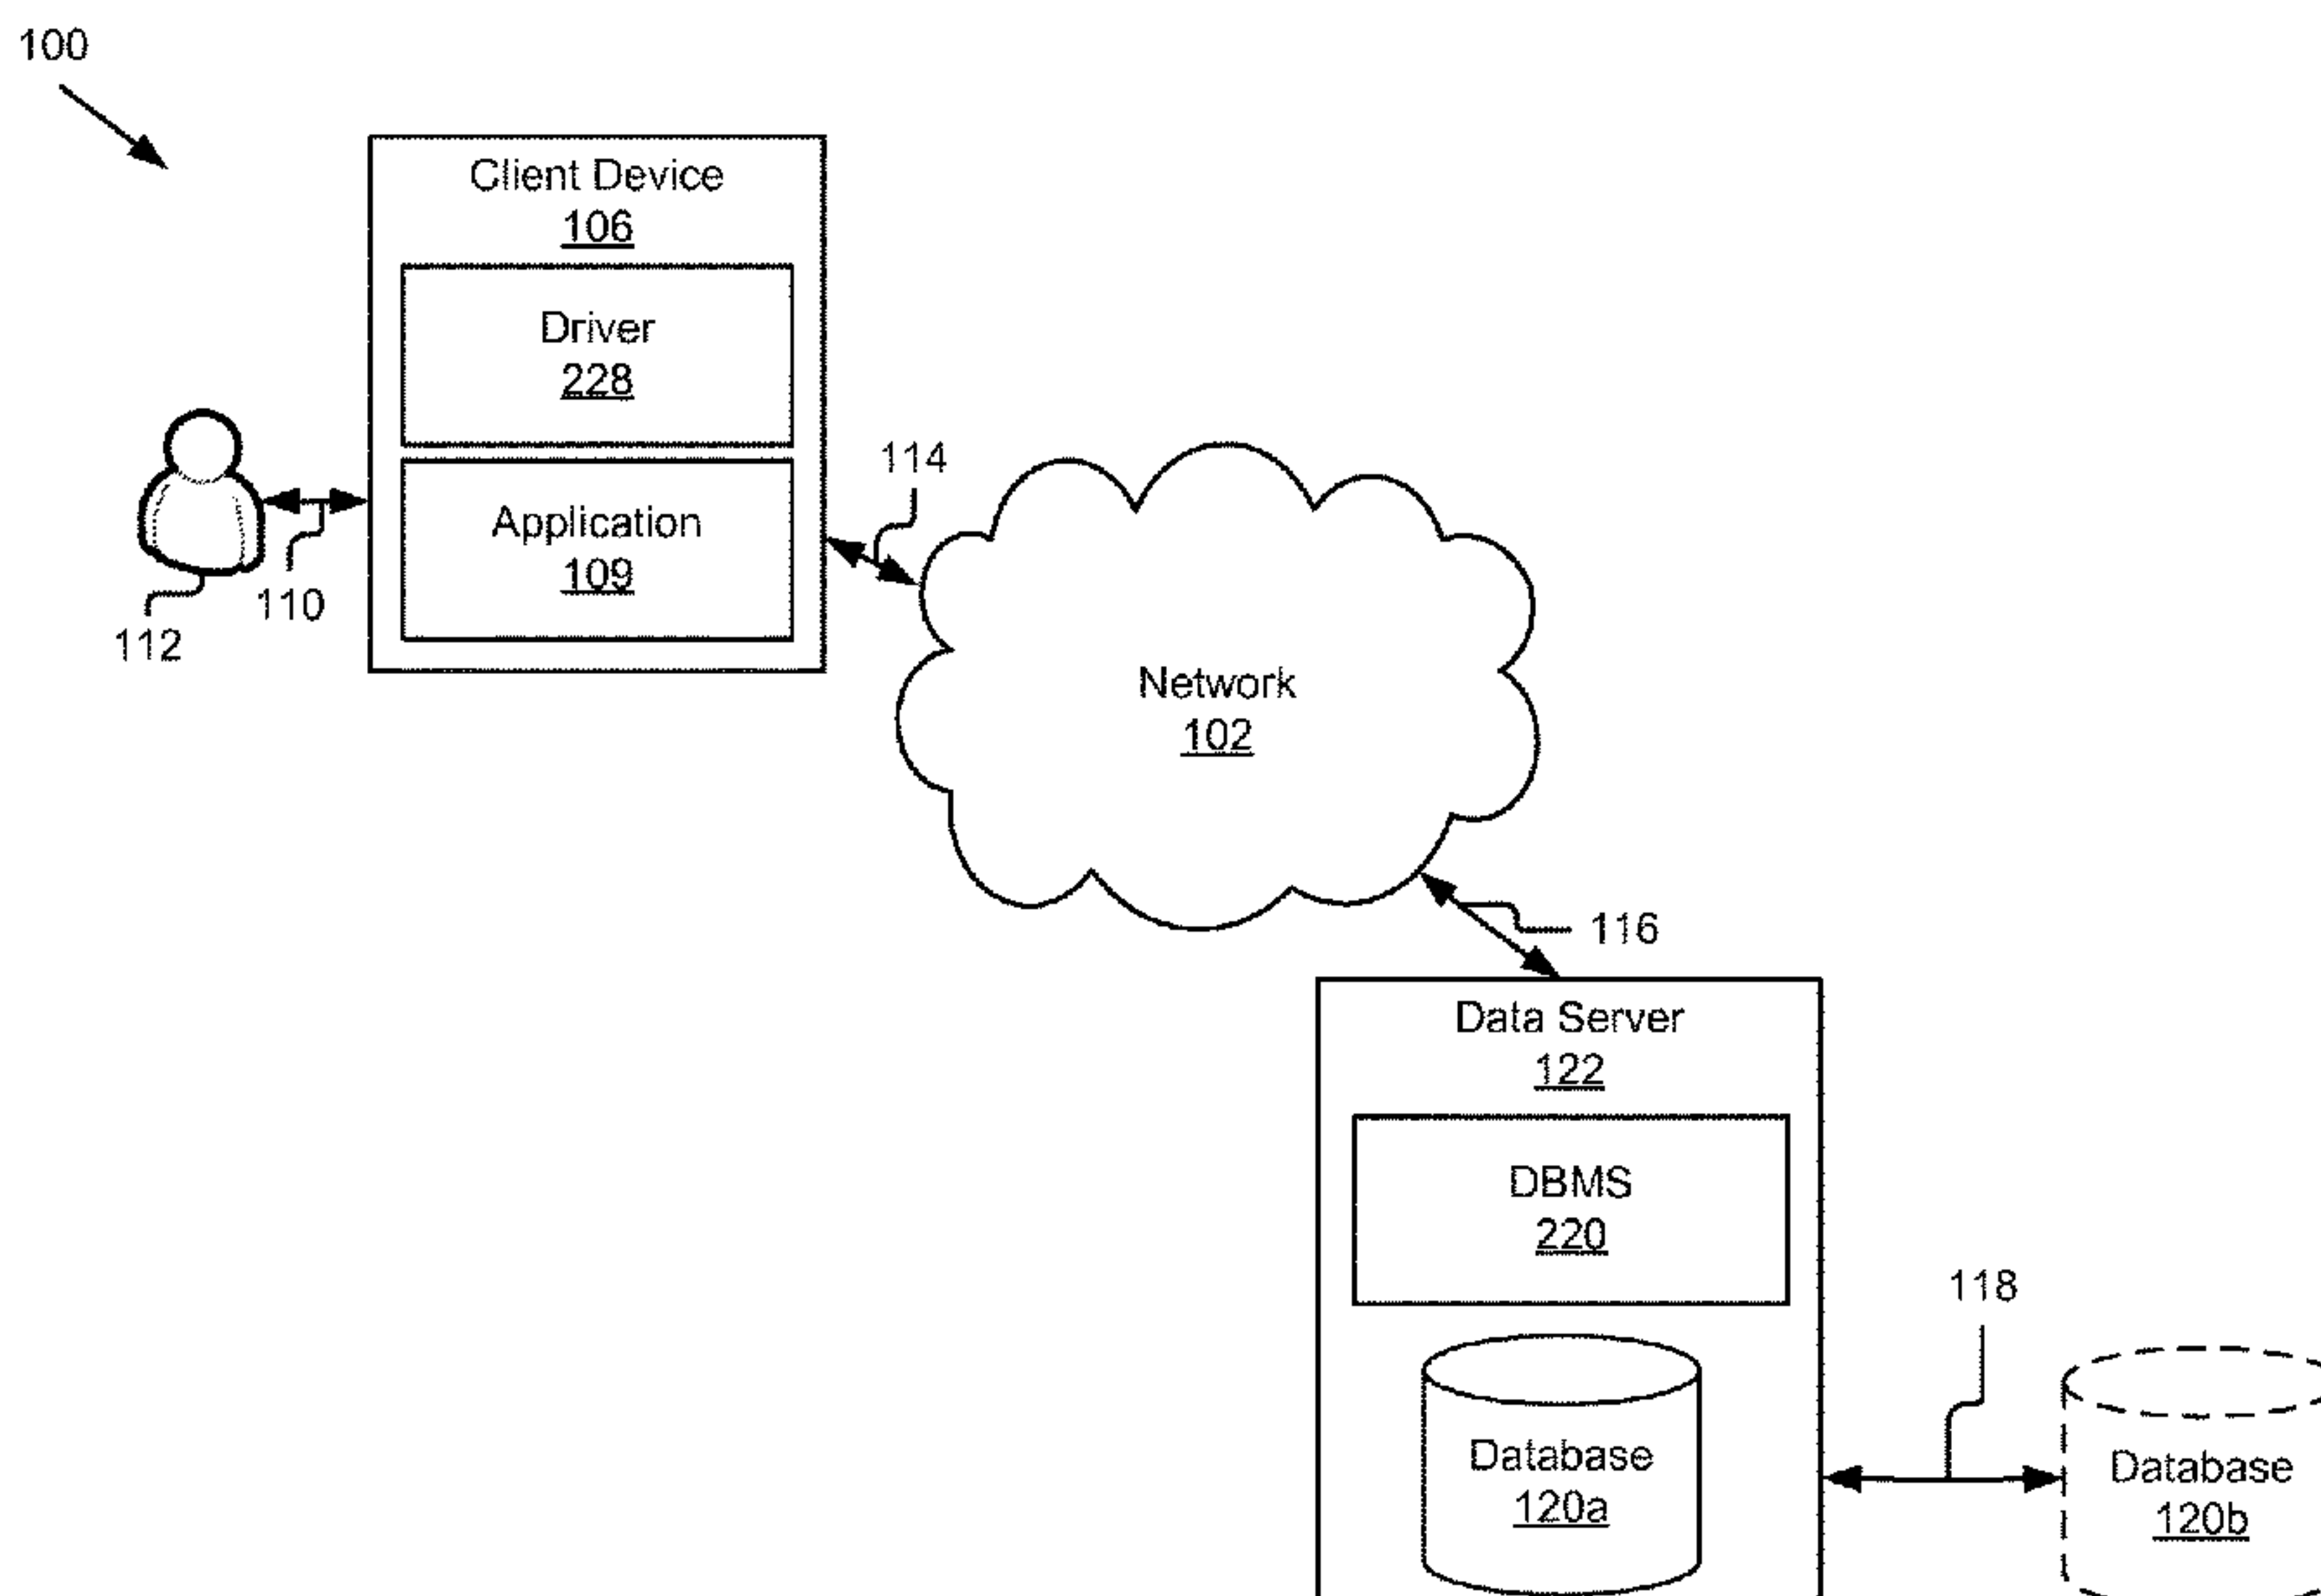 100
Client Device
106
Driver
228
Application
109
110
112
114
Network
102
116
Data Server
122
DBMS
220
118
Database
120a
Database
120b